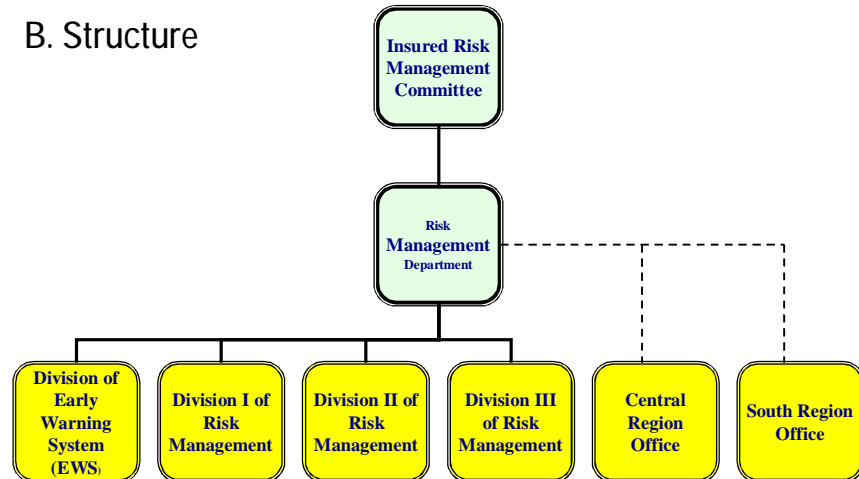 B. Structure
Insured Risk
Management
Committee
Risk
Management
Department
Division of
Early
Warning
System
(EWS)
Division I of
Risk
Management
Division II of
Risk
Management
Division III
of Risk
Management
Central
Region
Office
South Region
Office